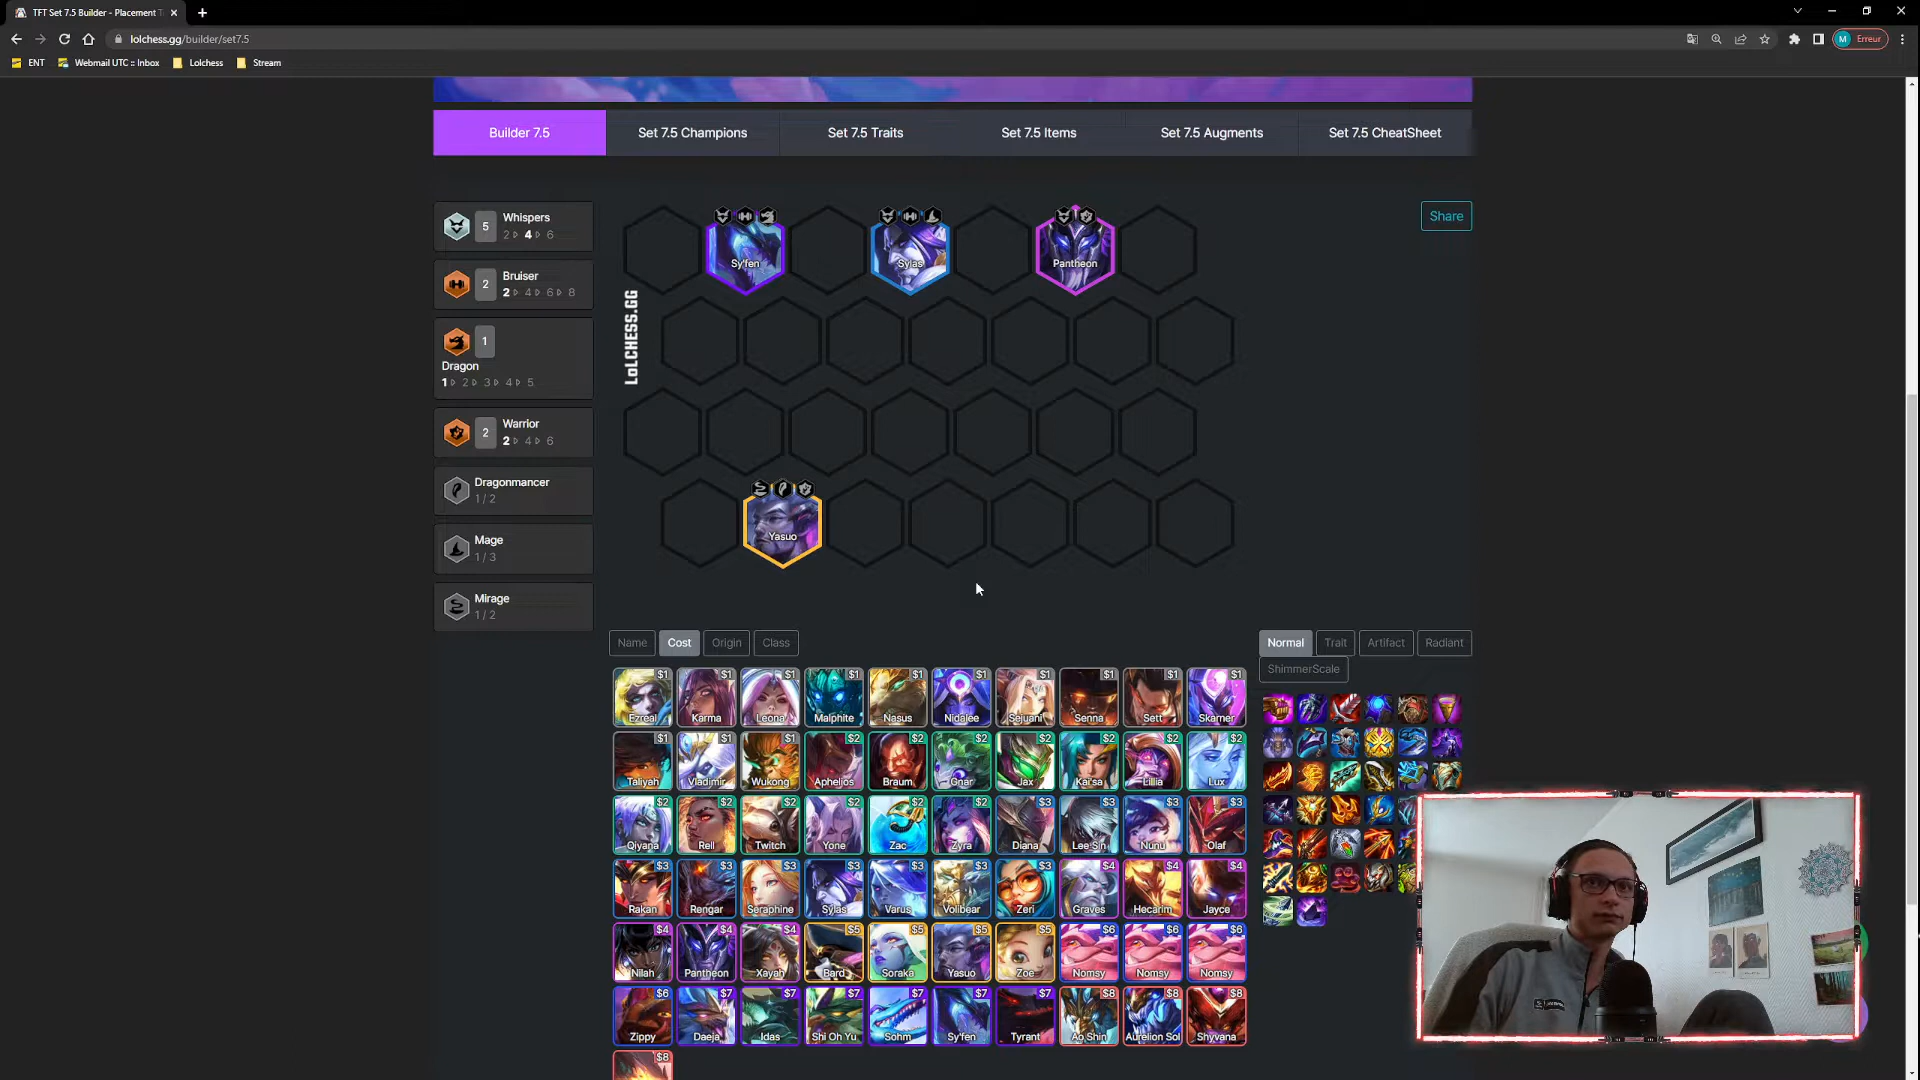 TFT Set 7.5 Builder - Placement T
lolchess.gg/builder/set7.5
M Erreur
ENT Webmail UTC :: Inbox Lolchess Stream
Builder 7.5 Set 7.5 Champions Set 7.5 Traits Set 7.5 Items Set 7.5 Augments Set 7.5 CheatSheet
Share
5 Whispers
2 4 6
2 Bruiser
2 4 6 8
1
Dragon
1 2 3 4 5
2 Warrior
2 4 6
Dragonmancer
1 / 2
Mage
1 / 3
Mirage
1 / 2
LoLCHESS.GG
Sy'fen Sylas Pantheon
Yasuo
Name Cost Origin Class
Normal Trait Artifact Radiant
ShimmerScale
$1 $1 $1 $1 $1 $1 $1 $1 $1 $1
Ezreal Karma Leona Malphite Nasus Nidalee Sejuani Senna Sett Skarner
$1 $1 $1 $2 $2 $2 $2 $2 $2 $2
Taliyah Vladimir Wukong Aphelios Braum Gnar Jax Kai'sa Lillia Lux
$2 $2 $2 $2 $2 $2 $3 $3 $3 $3
Qiyana Rell Twitch Yone Zac Zyra Diana Lee Sin Nunu Olaf
$3 $3 $3 $3 $3 $3 $3 $4 $4 $4
Rakan Rengar Seraphine Sylas Varus Volibear Zeri Graves Hecarim Jayce
$4 $4 $4 $5 $5 $5 $5 $6 $6 $6
Nilah Pantheon Xayah Bard Soraka Yasuo Zoe Nomsy Nomsy Nomsy
$6 $7 $7 $7 $7 $7 $7 $8 $8 $8
Zippy Daeja Idas Shi Oh Yu Sohm Sy'fen Tyrant Ao Shin Aurelion Sol Shyvana
$8